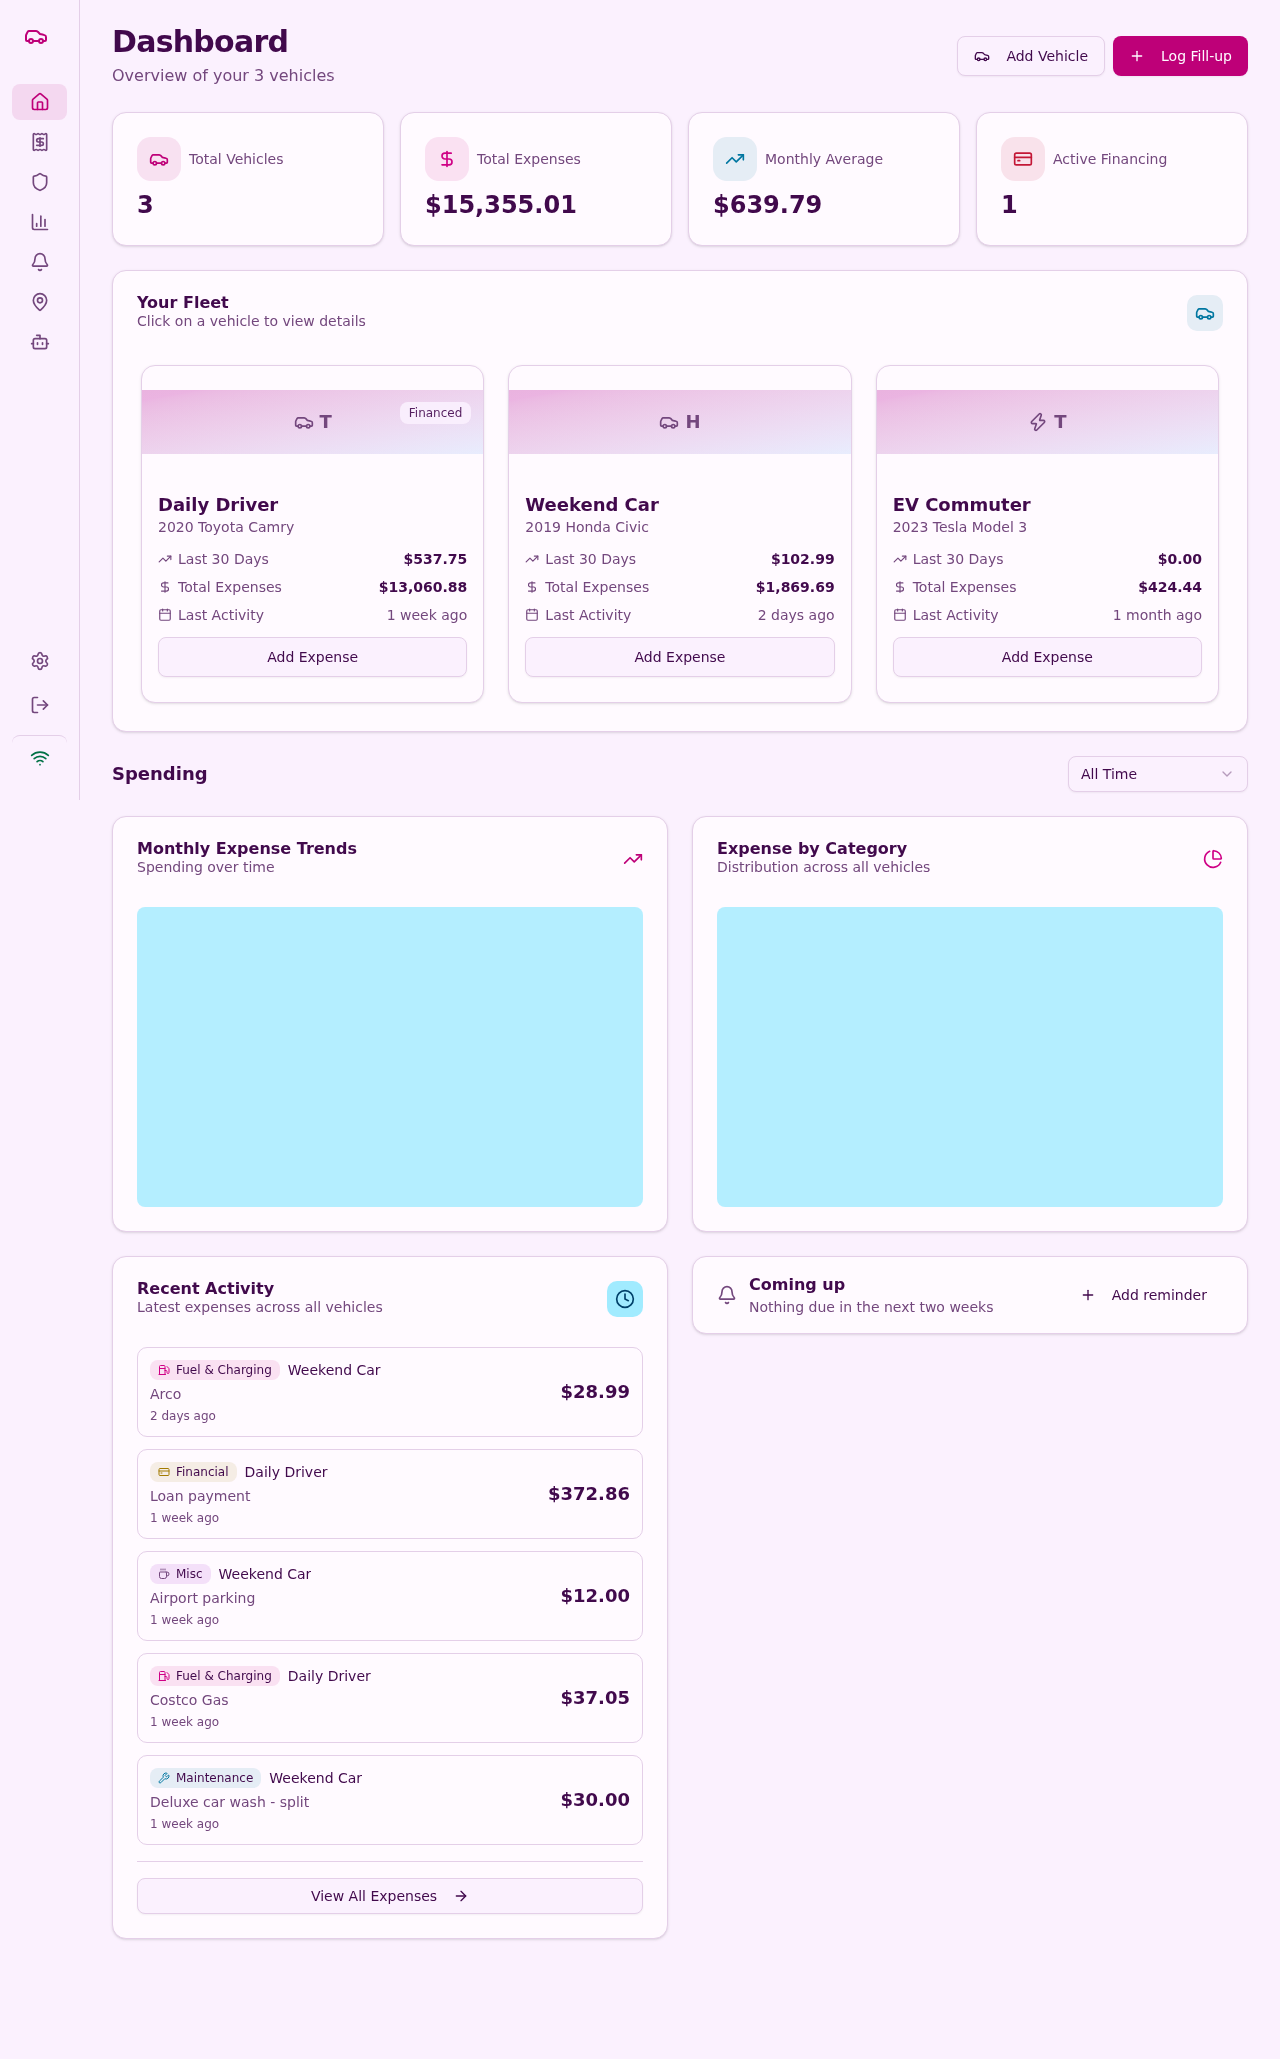 Dashboard
Overview of your 3 vehicles
Add Vehicle
Log Fill-up
Total Vehicles
3
Total Expenses
$15,355.01
Monthly Average
$639.79
Active Financing
1
Your Fleet
Click on a vehicle to view details
T
Financed
Daily Driver
2020 Toyota Camry
Last 30 Days $537.75
Total Expenses $13,060.88
Last Activity 1 week ago
Add Expense
H
Weekend Car
2019 Honda Civic
Last 30 Days $102.99
Total Expenses $1,869.69
Last Activity 2 days ago
Add Expense
T
EV Commuter
2023 Tesla Model 3
Last 30 Days $0.00
Total Expenses $424.44
Last Activity 1 month ago
Add Expense
Spending
All Time
Monthly Expense Trends
Spending over time
Expense by Category
Distribution across all vehicles
Recent Activity
Latest expenses across all vehicles
Fuel & Charging Weekend Car
Arco
2 days ago
$28.99
Financial Daily Driver
Loan payment
1 week ago
$372.86
Misc Weekend Car
Airport parking
1 week ago
$12.00
Fuel & Charging Daily Driver
Costco Gas
1 week ago
$37.05
Maintenance Weekend Car
Deluxe car wash - split
1 week ago
$30.00
View All Expenses
Coming up
Nothing due in the next two weeks
Add reminder